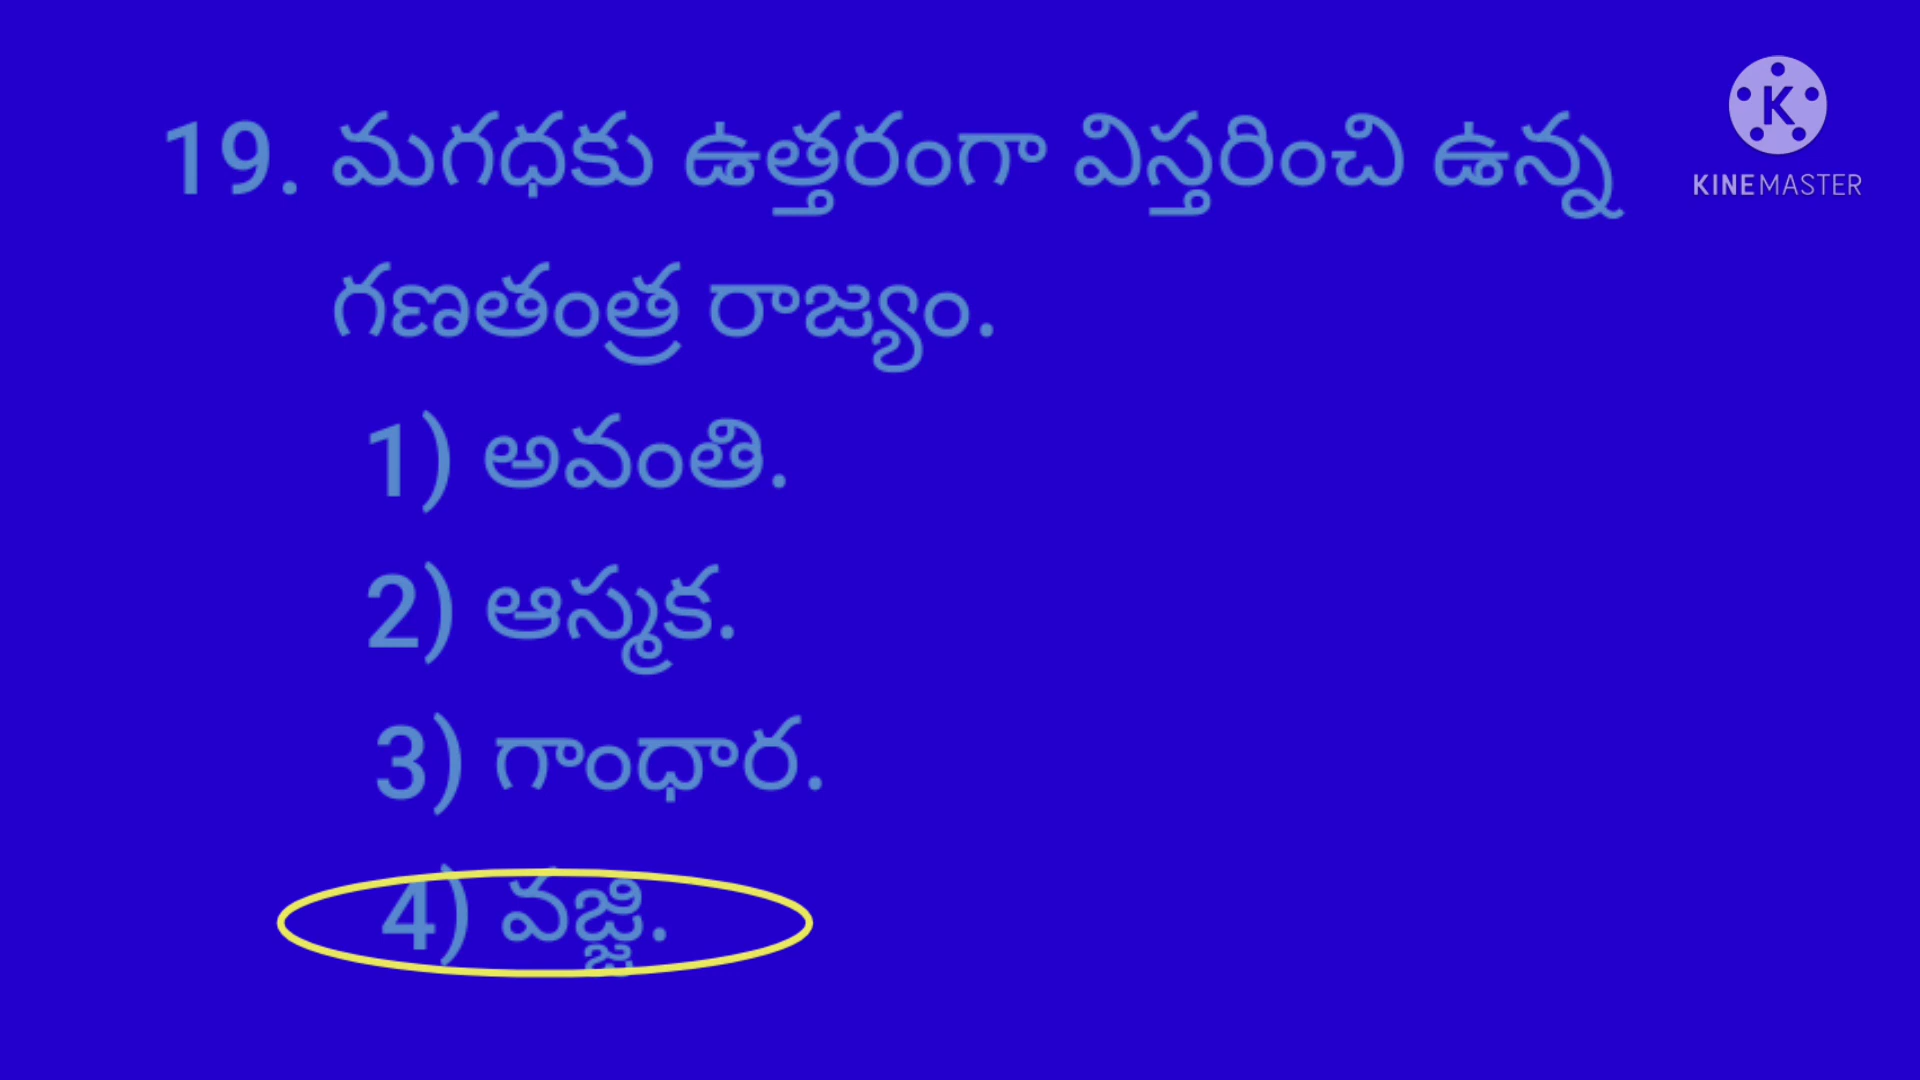 19. మగధకు ఉత్తరంగా విస్తరించి ఉన్న
గణతంత్ర రాజ్యం.
1) అవంతి.
2) ఆస్మక.
3) గాంధార.
4) వజ్జి.
KINEMASTER